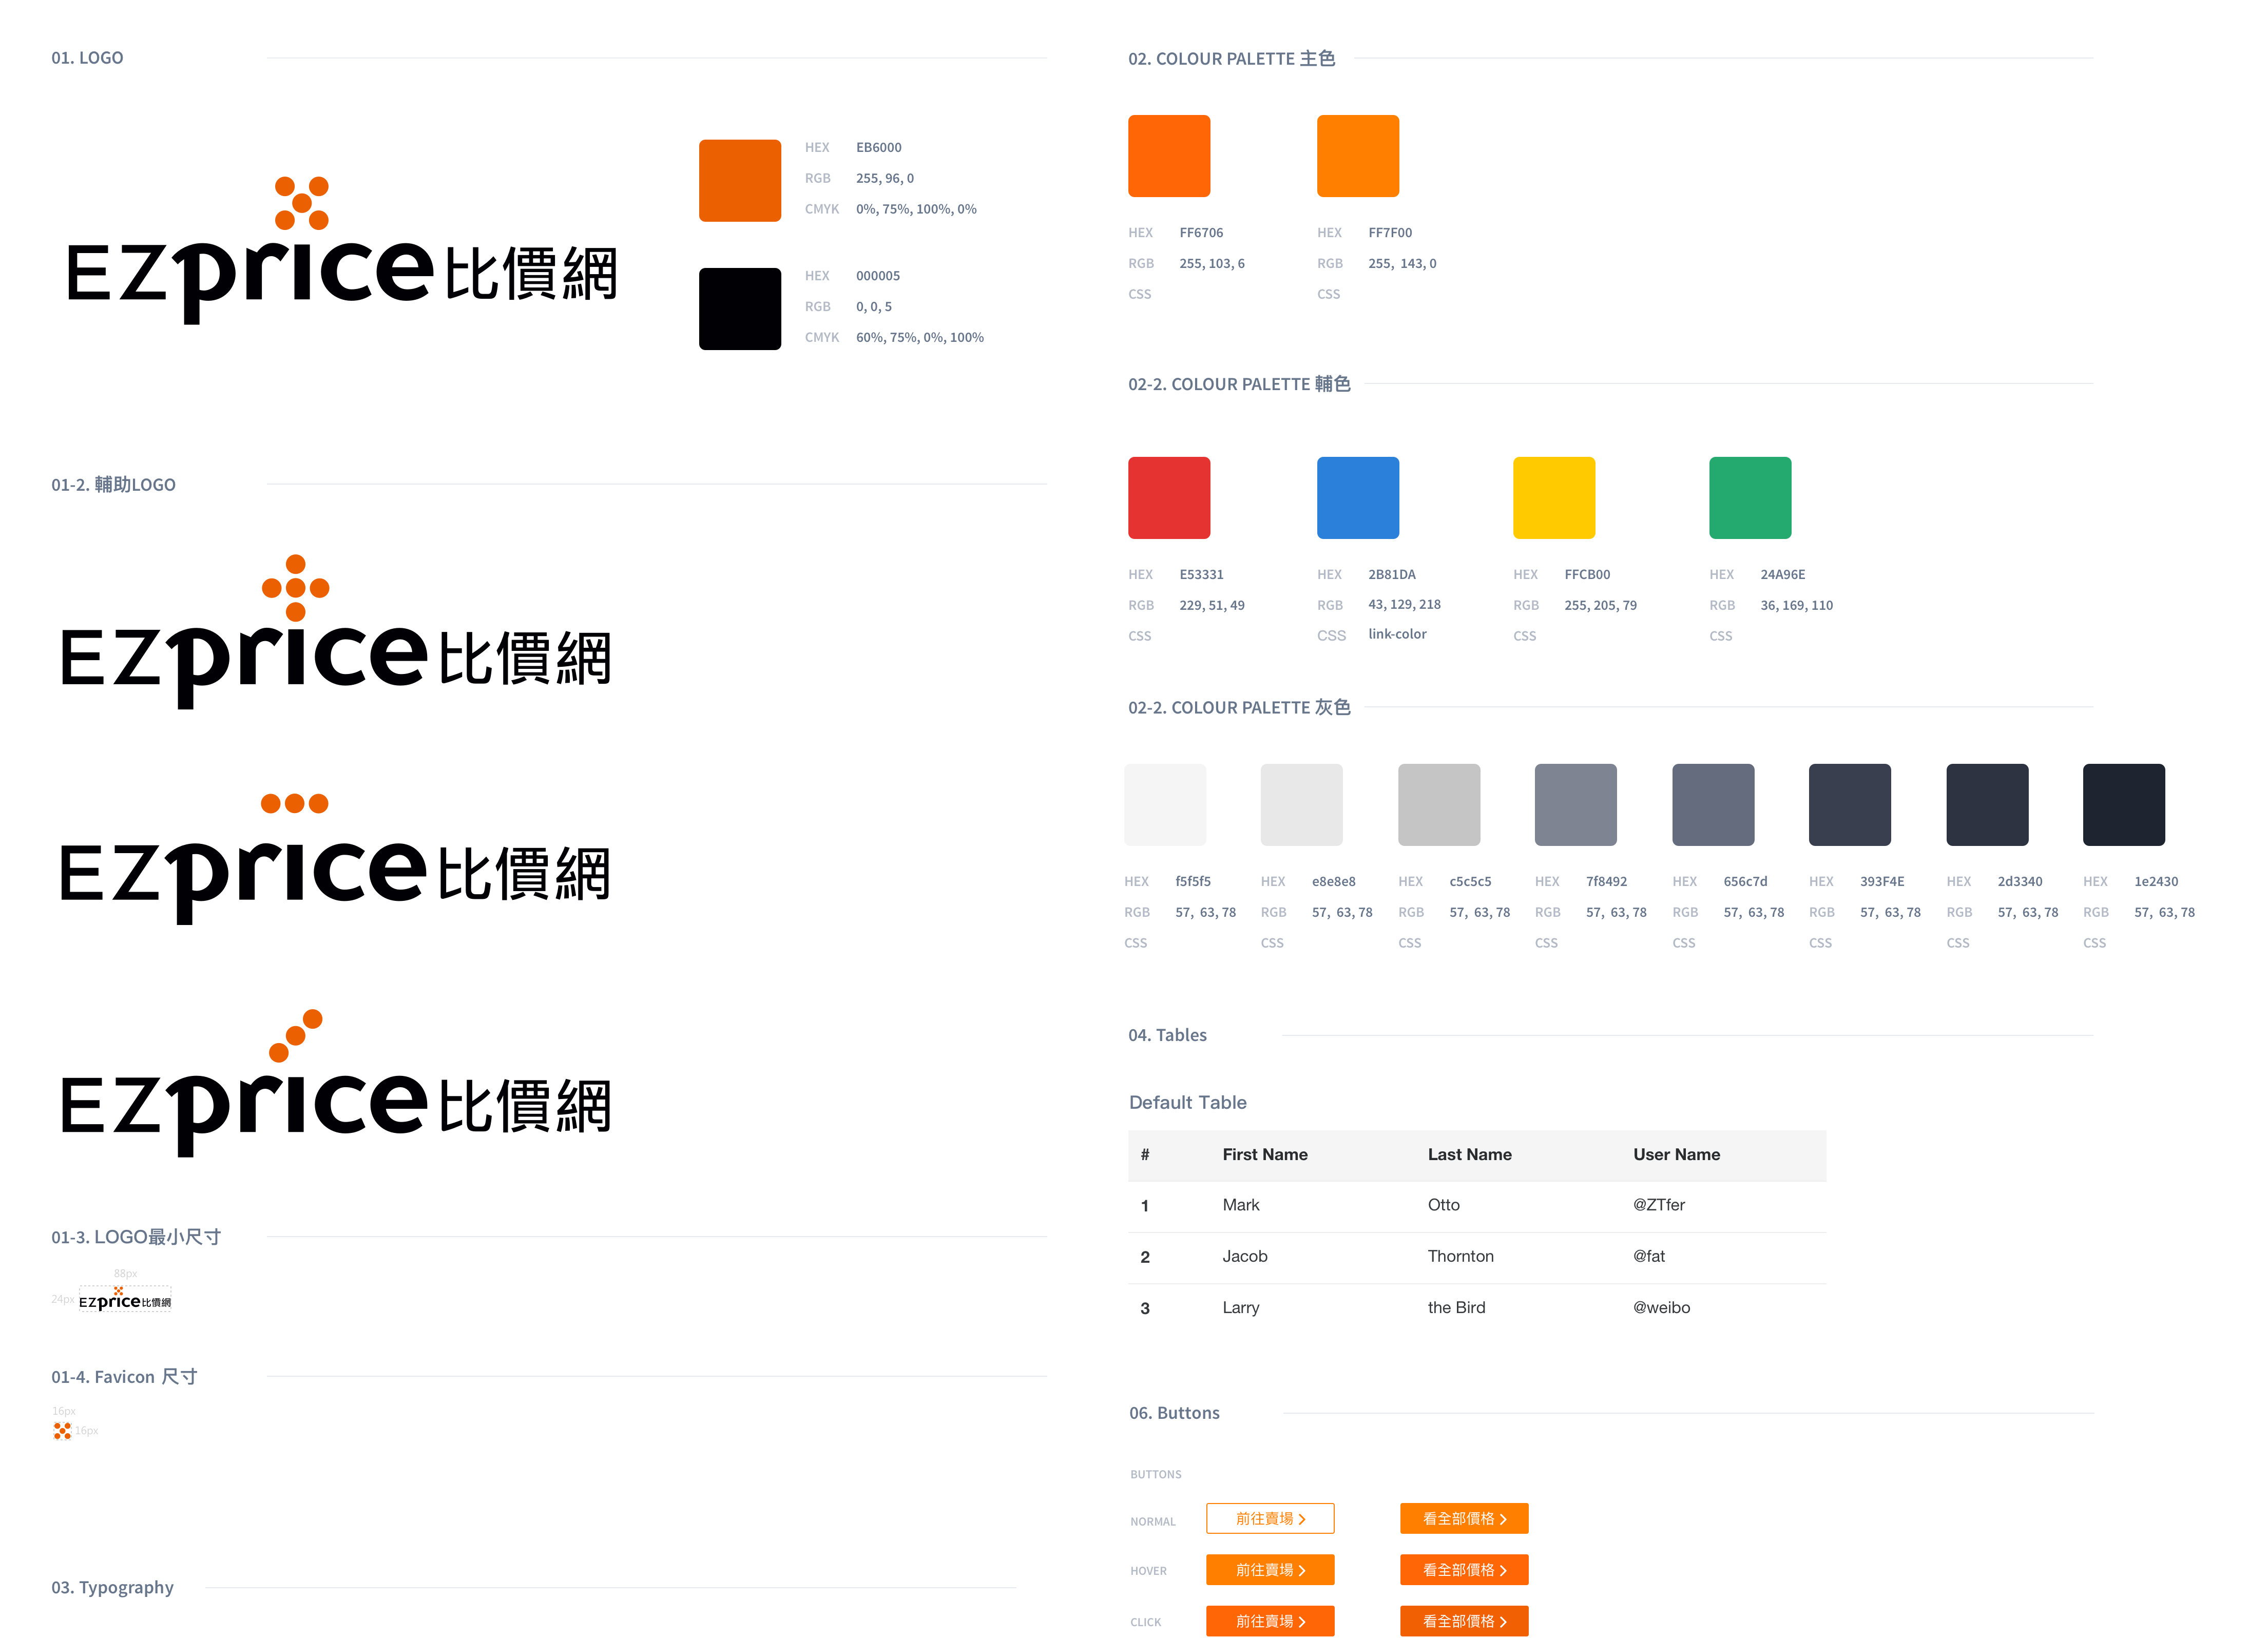 01. LOGO
EZprice比價網
HEX EB6000
RGB 255, 96, 0
CMYK 0%, 75%, 100%, 0%
HEX 000005
RGB 0, 0, 5
CMYK 60%, 75%, 0%, 100%
01-2. 輔助LOGO
EZprice比價網
EZprice比價網
EZprice比價網
01-3. LOGO最小尺寸
88px
24px
EZprice比價網
01-4. Favicon 尺寸
16px
16px
03. Typography
02. COLOUR PALETTE 主色
HEX FF6706 HEX FF7F00
RGB 255, 103, 6 RGB 255, 143, 0
CSS CSS
02-2. COLOUR PALETTE 輔色
HEX E53331 HEX 2B81DA HEX FFCB00 HEX 24A96E
RGB 229, 51, 49 RGB 43, 129, 218 RGB 255, 205, 79 RGB 36, 169, 110
CSS CSS link-color CSS CSS
02-2. COLOUR PALETTE 灰色
HEX f5f5f5 HEX e8e8e8 HEX c5c5c5 HEX 7f8492 HEX 656c7d HEX 393F4E HEX 2d3340 HEX 1e2430
RGB 57, 63, 78 RGB 57, 63, 78 RGB 57, 63, 78 RGB 57, 63, 78 RGB 57, 63, 78 RGB 57, 63, 78 RGB 57, 63, 78 RGB 57, 63, 78
CSS CSS CSS CSS CSS CSS CSS CSS
04. Tables
Default Table
# First Name Last Name User Name
1 Mark Otto @ZTfer
2 Jacob Thornton @fat
3 Larry the Bird @weibo
06. Buttons
BUTTONS
NORMAL 前往賣場 看全部價格
HOVER 前往賣場 看全部價格
CLICK 前往賣場 看全部價格